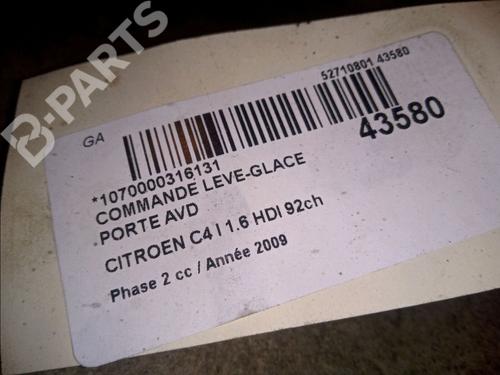 B-PARTS
GA
52710801 43580
43580
*1070000316131
COMMANDE LEVE-GLACE
PORTE AVD
CITROEN C4 I 1.6 HDI 92ch
Phase 2 cc / Année 2009